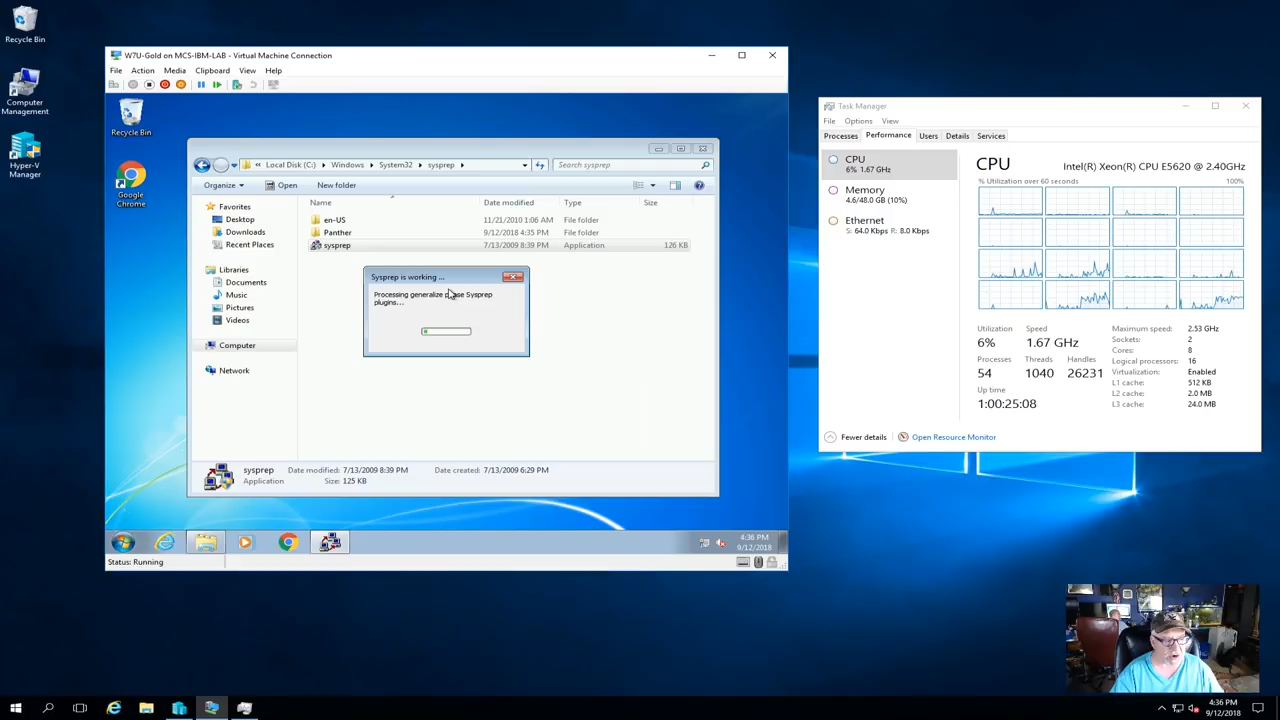 Recycle Bin
Computer
Management
Hyper-V
Manager
W7U-Gold on MCS-IBM-LAB - Virtual Machine Connection
File Action Media Clipboard View Help
Recycle Bin
Google
Chrome
Local Disk (C:) Windows System32 sysprep
Search sysprep
Organize Open New folder
Name Date modified Type Size
Favorites
Desktop
Downloads
Recent Places
Libraries
Documents
Music
Pictures
Videos
Computer
Network
en-US 11/21/2010 1:06 AM File folder
Panther 9/12/2018 4:35 PM File folder
sysprep 7/13/2009 8:39 PM Application 126 KB
Sysprep is working ...
Processing generalize phase Sysprep
plugins...
sysprep Date modified: 7/13/2009 8:39 PM Date created: 7/13/2009 6:29 PM
Application Size: 125 KB
4:36 PM
9/12/2018
Status: Running
Task Manager
File Options View
Processes Performance Users Details Services
CPU
6% 1.67 GHz
Memory
4.6/48.0 GB (10%)
Ethernet
S: 64.0 Kbps R: 8.0 Kbps
CPU Intel(R) Xeon(R) CPU E5620 @ 2.40GHz
% Utilization over 60 seconds 100%
Utilization Speed
6% 1.67 GHz
Processes Threads Handles
54 1040 26231
Up time
1:00:25:08
Maximum speed: 2.53 GHz
Sockets: 2
Cores: 8
Logical processors: 16
Virtualization: Enabled
L1 cache: 512 KB
L2 cache: 2.0 MB
L3 cache: 24.0 MB
Fewer details Open Resource Monitor
4:36 PM
9/12/2018